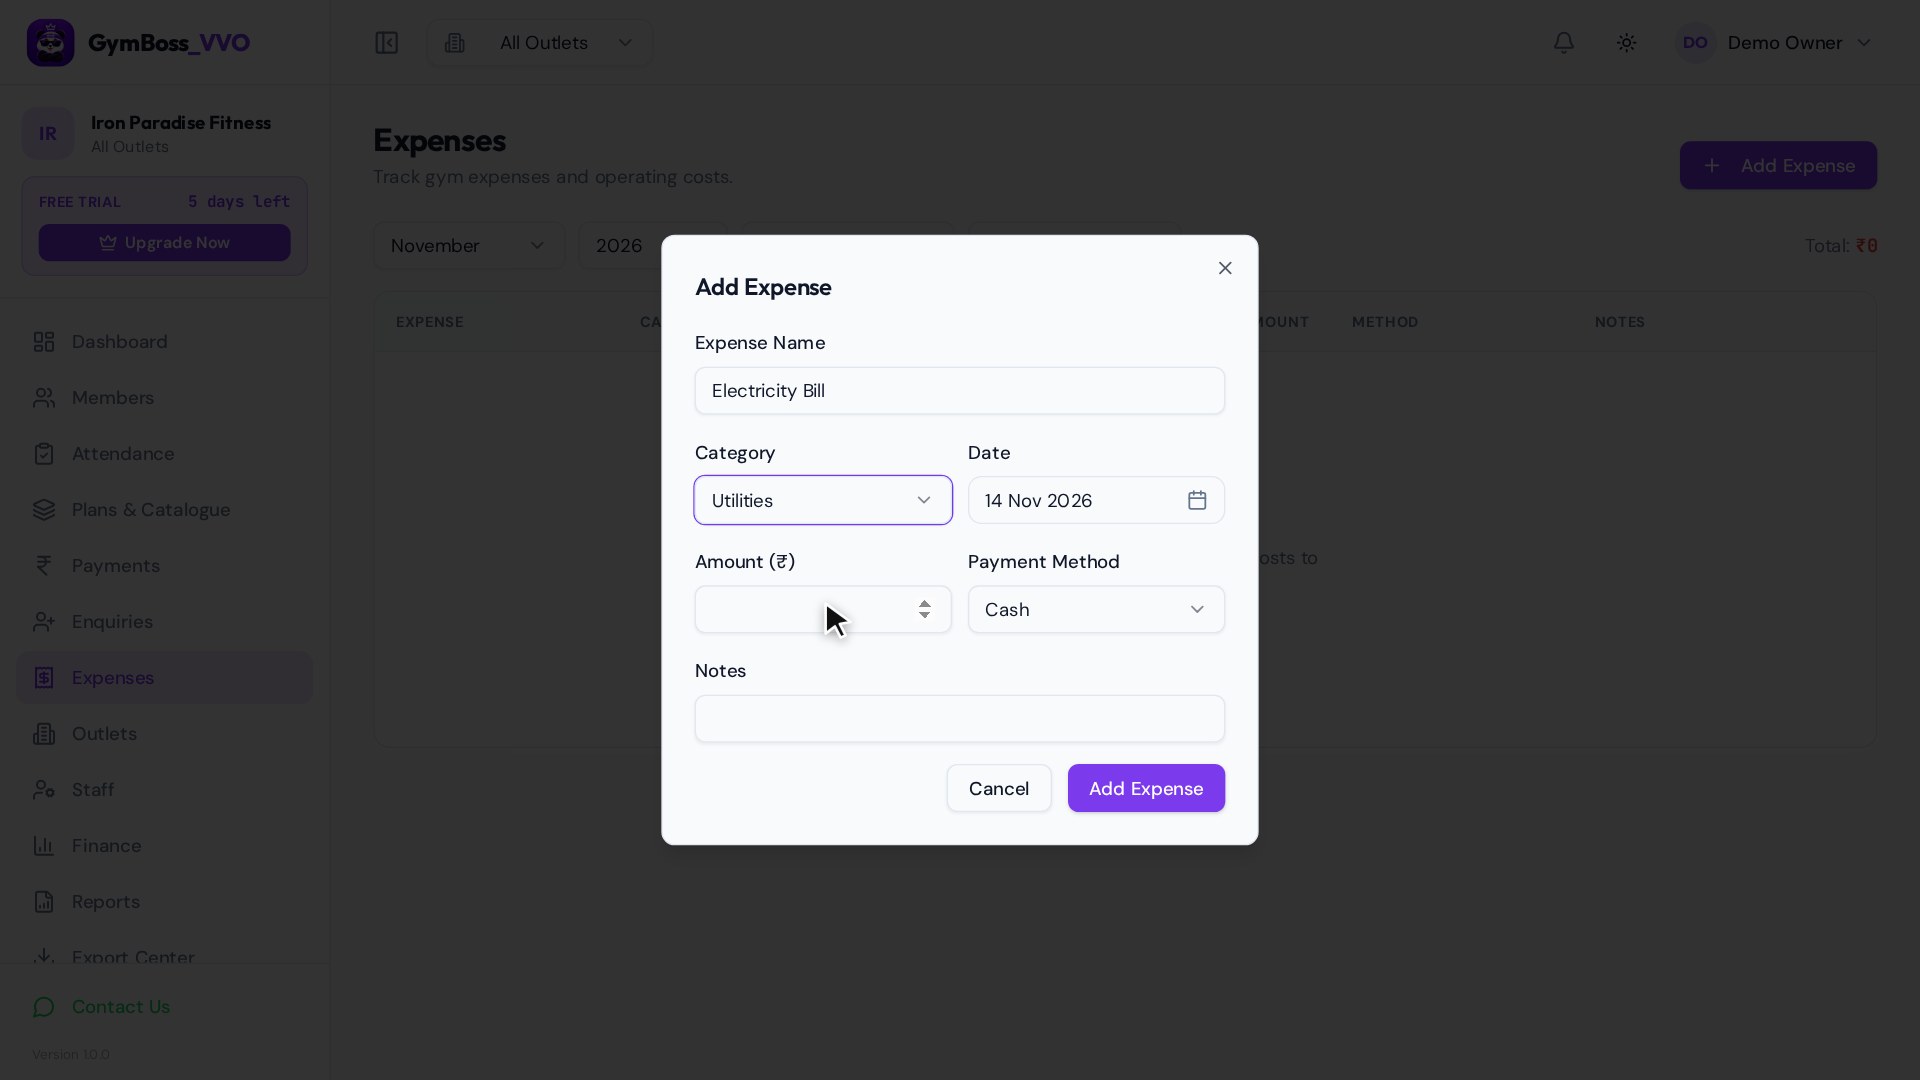 GymBoss_VVO
All Outlets
DO
Demo Owner
IR
Iron Paradise Fitness
All Outlets
FREE TRIAL
5 days left
Upgrade Now
Dashboard
Members
Attendance
Plans & Catalogue
Payments
Enquiries
Expenses
Outlets
Staff
Finance
Reports
Export Center
Contact Us
Version 1.0.0
Expenses
Track gym expenses and operating costs.
Add Expense
November
2026
Total: ₹0
EXPENSE
METHOD
NOTES
costs to
Add Expense
Expense Name
Electricity Bill
Category
Date
Utilities
14 Nov 2026
Amount (₹)
Payment Method
Cash
Notes
Cancel
Add Expense